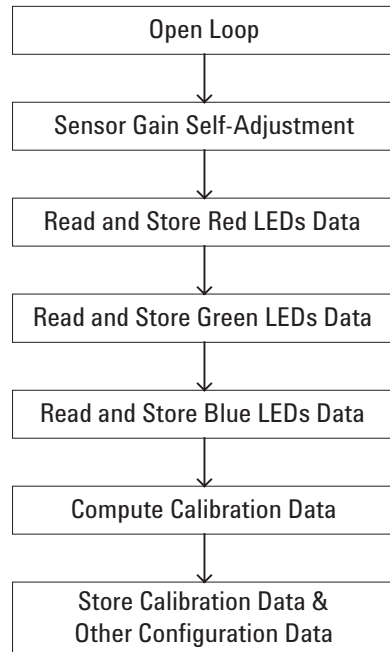 Open Loop
Sensor Gain Self-Adjustment
Read and Store Red LEDs Data
Read and Store Green LEDs Data
Read and Store Blue LEDs Data
Compute Calibration Data
Store Calibration Data &
Other Configuration Data